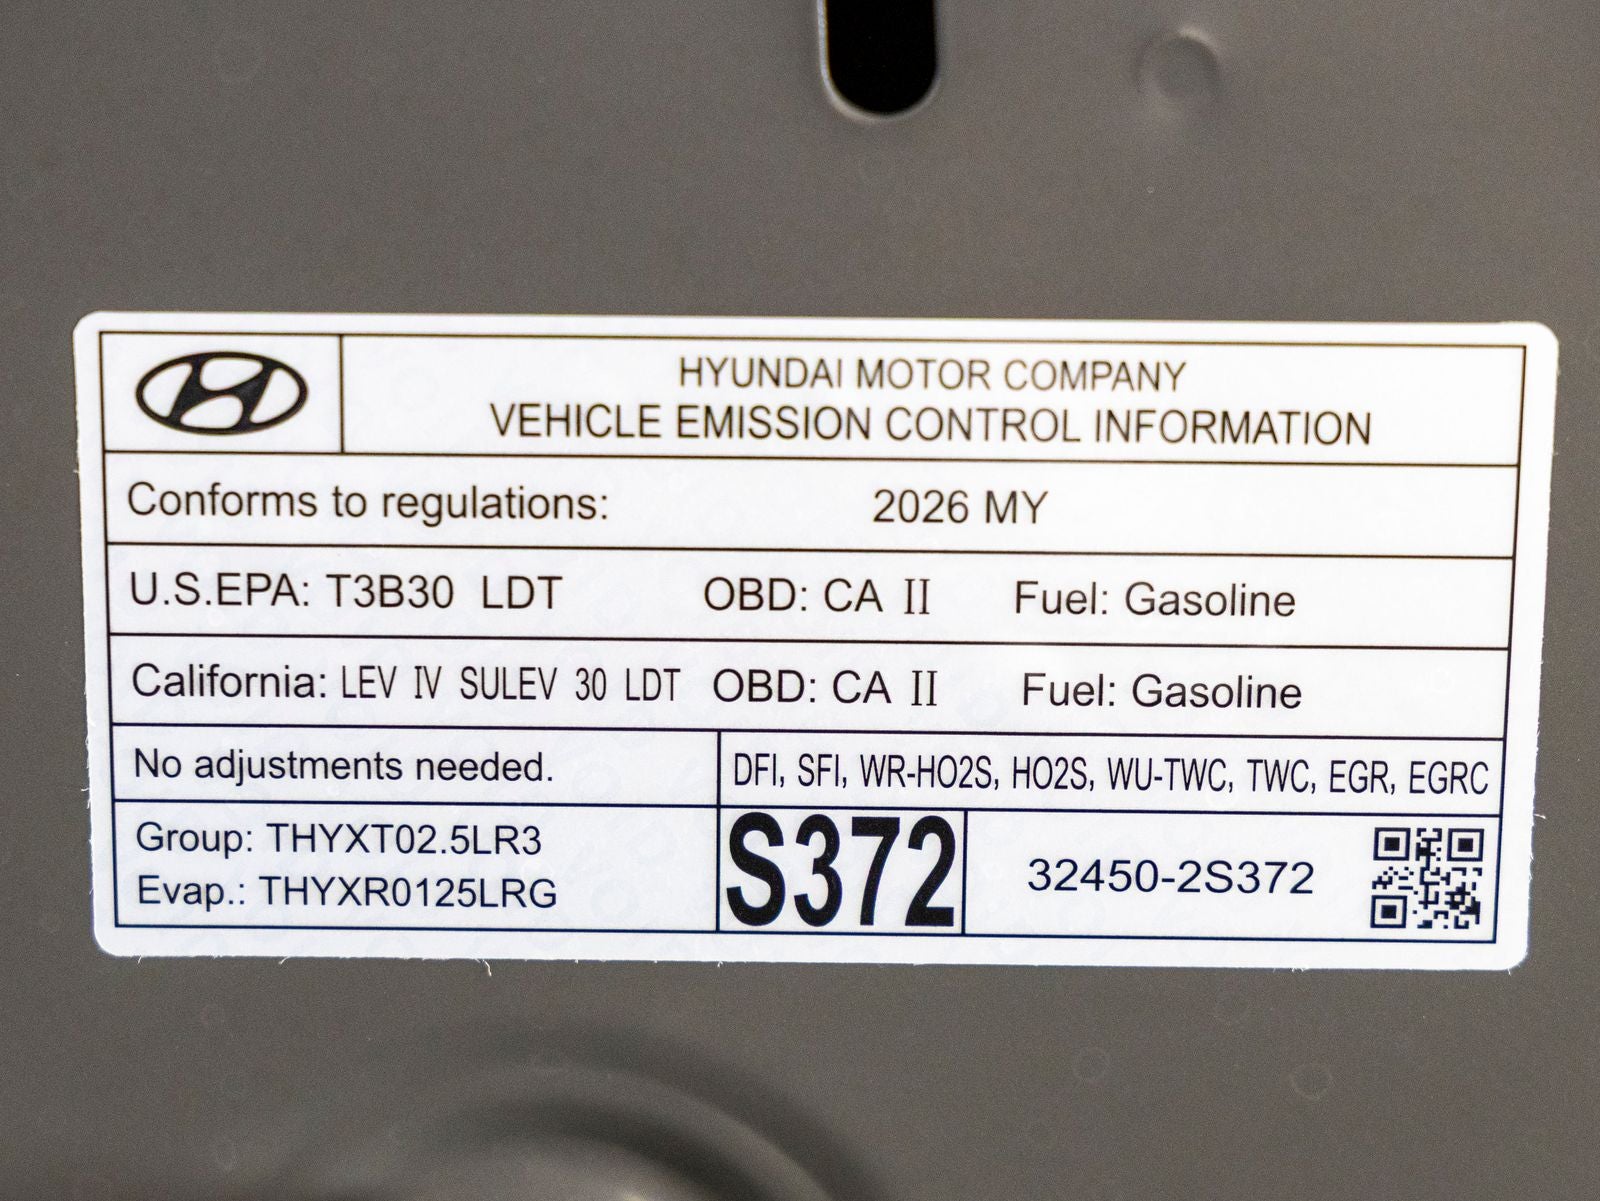 HYUNDAI MOTOR COMPANY
VEHICLE EMISSION CONTROL INFORMATION
Conforms to regulations: 2026 MY
U.S.EPA: T3B30 LDT OBD: CA II Fuel: Gasoline
California: LEV IV SULEV 30 LDT OBD: CA II Fuel: Gasoline
No adjustments needed. DFI, SFI, WR-HO2S, HO2S, WU-TWC, TWC, EGR, EGRC
Group: THYXT02.5LR3
Evap.: THYXR0125LRG
S372
32450-2S372